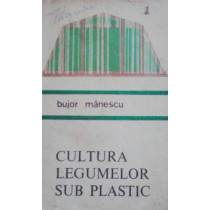 bujor mănescu
CULTURA
LEGUMELOR
SUB PLASTIC